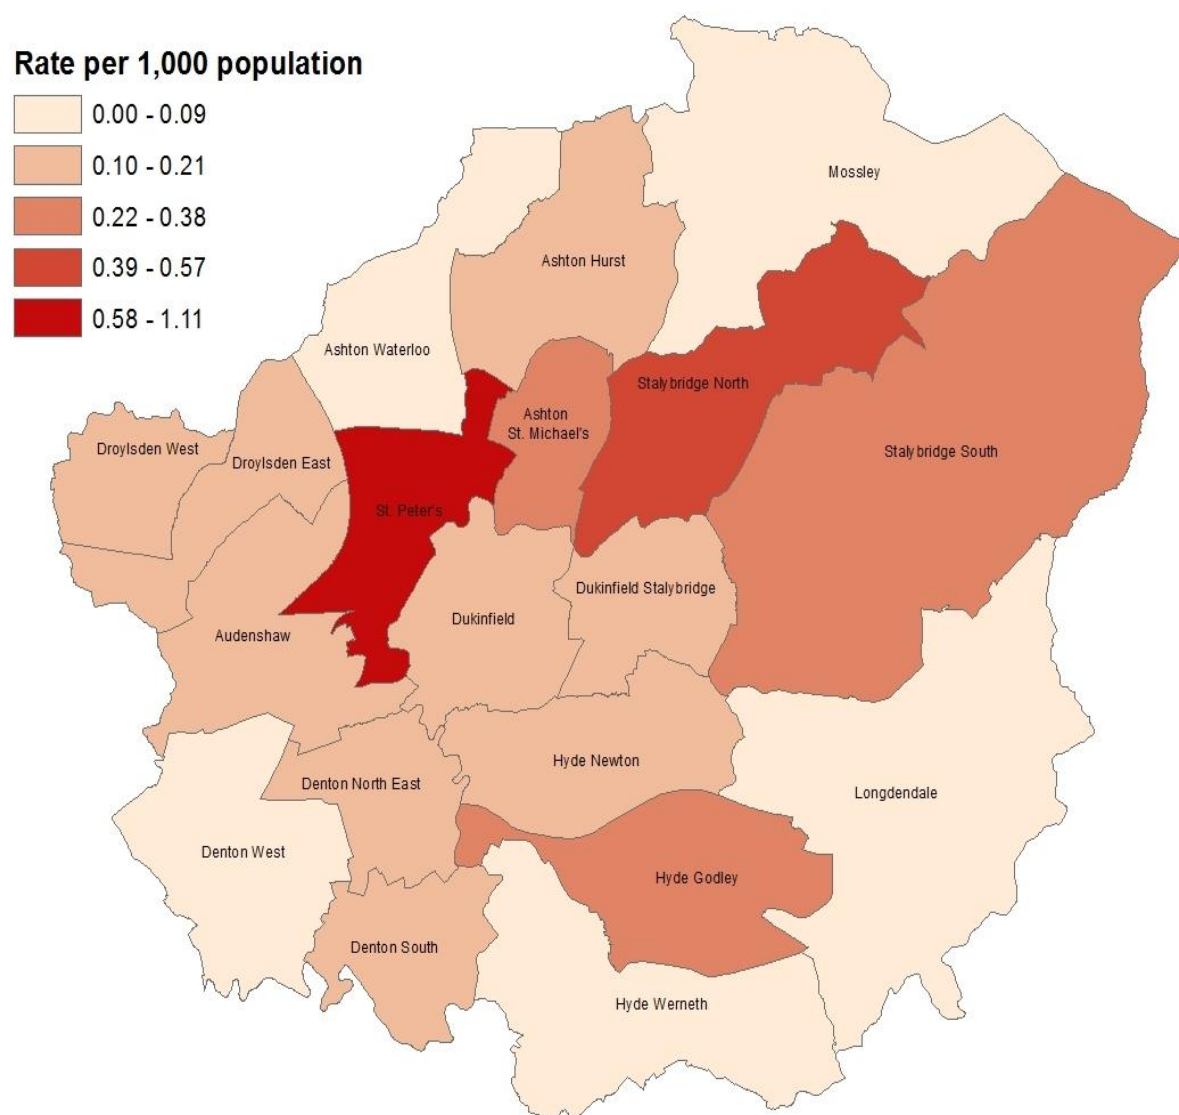 Rate per 1,000 population
0.00 - 0.09
0.10 - 0.21
0.22 - 0.38
0.39 - 0.57
0.58 - 1.11
Mossley
Ashton Hurst
Ashton Waterloo
Stalybridge North
Ashton
St. Michael's
Droylsden West
Droylsden East
Stalybridge South
St. Peter's
Dukinfield Stalybridge
Dukinfield
Audenshaw
Hyde Newton
Denton North East
Longdendale
Denton West
Hyde Godley
Denton South
Hyde Werneth